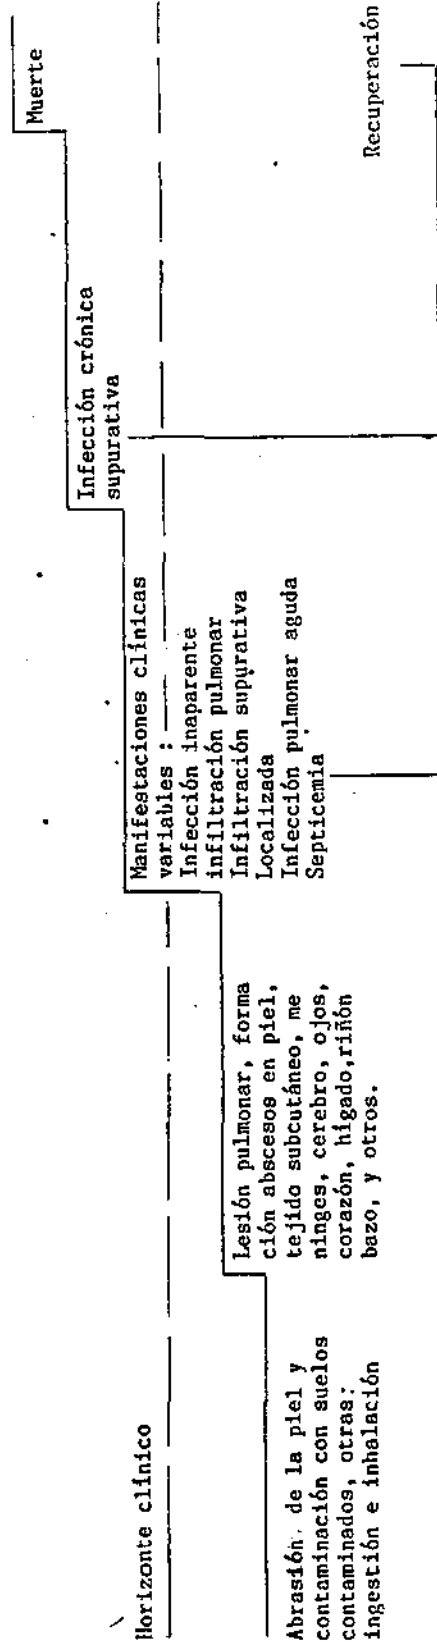 Horizonte clínico
Abrasión de la piel y
contaminación con suelos
contaminados, otras:
ingestión e inhalación
Lesión pulmonar, forma
ción abscesos en piel,
tejido subcutáneo, me
ninges, cerebro, ojos,
corazón, hígado,riñón
bazo, y otros.
Manifestaciones clínicas
variables :
Infección inaparente
infiltración pulmonar
Infiltración supurativa
Localizada
Infección pulmonar aguda
Septicemia
Infección crónica
supurativa
Muerte
Recuperación